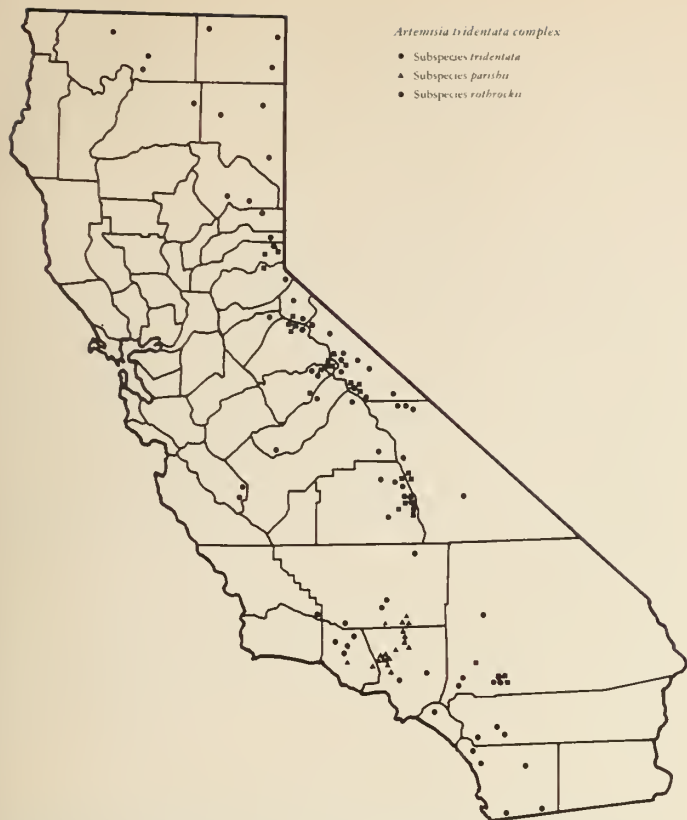 Artemisia tridentata complex
● Subspecies tridentata
▲ Subspecies parishii
● Subspecies rothrockii